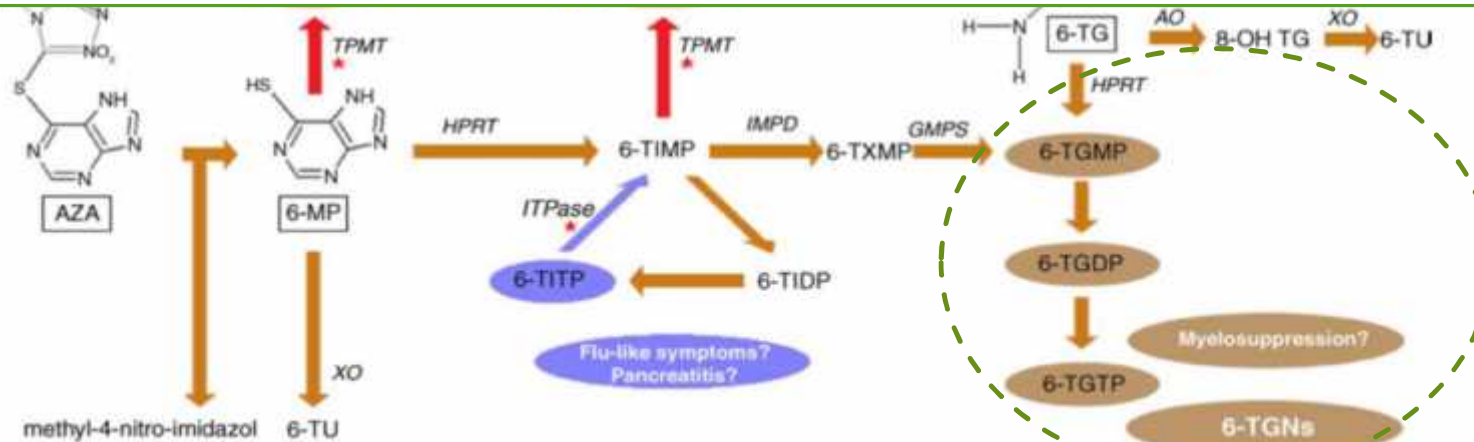 N
N
NO₂
S
NH
N
N
N
AZA
TPMT
*
HS
NH
N
N
N
6-MP
HPRT
TPMT
*
6-TIMP
IMPD
6-TXMP
GMPS
H
N
H
6-TG
AO
8-OH TG
XO
6-TU
HPRT
6-TGMP
ITPase
*
6-TITP
6-TIDP
6-TGDP
Flu-like symptoms?
Pancreatitis?
Myelosuppression?
6-TGTP
XO
6-TGNs
methyl-4-nitro-imidazol
6-TU